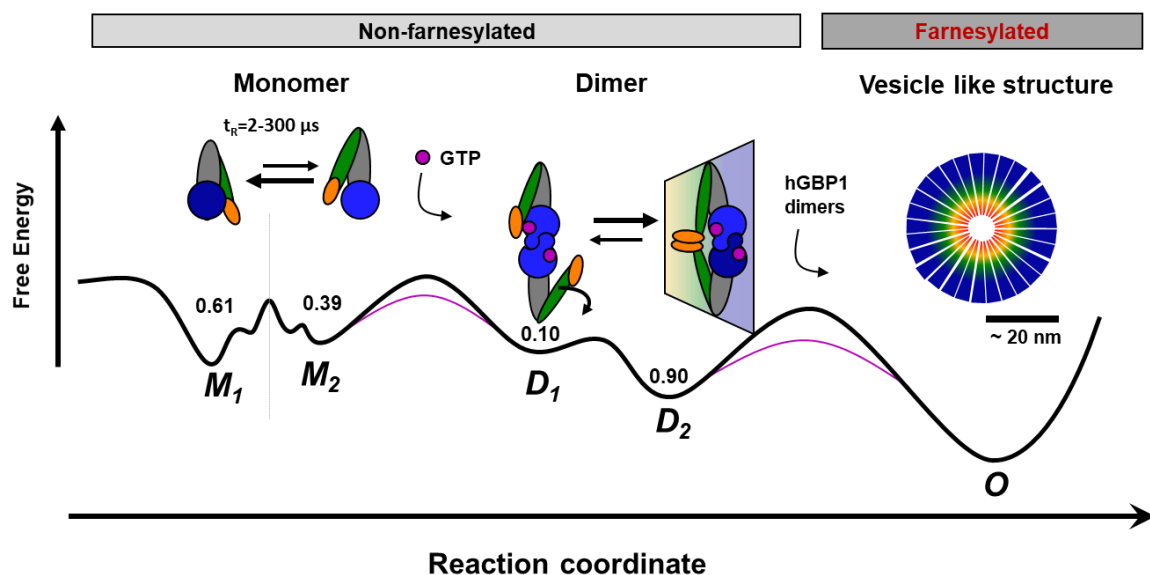 Non-farnesylated
Farnesylated
Monomer
Dimer
Vesicle like structure
tR=2-300 µs
GTP
hGBP1
dimers
Free Energy
0.61
0.39
0.10
0.90
~ 20 nm
M1
M2
D1
D2
O
Reaction coordinate